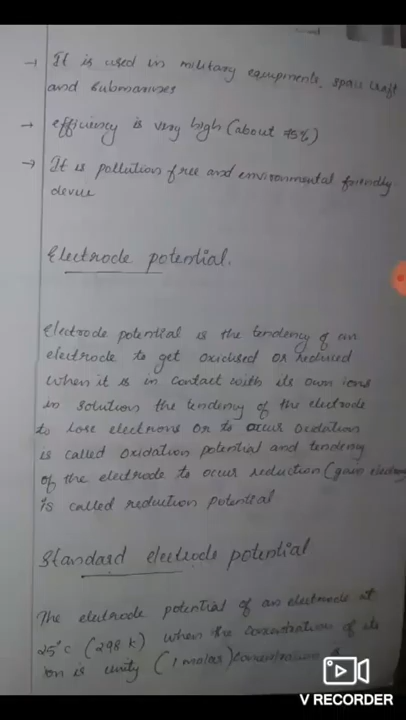 → It is used in military equipments, space craft
and submarines
→ efficiency is very high (about 75%)
→ It is pollution free and environmental friendly
device
Electrode potential.
Electrode potential is the tendency of an
electrode to get oxidised or reduced
when it is in contact with its own ions
in solution the tendency of the electrode
to lose electrons or to occur oxidation
is called oxidation potential and tendency
of the electrode to occur reduction (gain
is called reduction potential
Standard electrode potential
The electrode potential of an electrode at
25°C (298 k) when the concentration of its
ion is unity (1 molar) concentration
V RECORDER